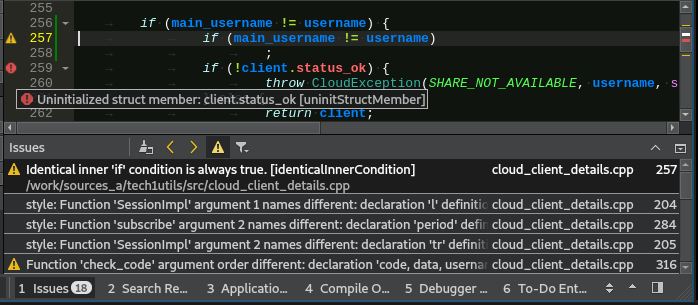 255
256 if (main_username != username) {
257 if (main_username != username)
258 ;
259 if (!client.status_ok) {
260 throw CloudException(SHARE_NOT_AVAILABLE, username, s
Uninitialized struct member: client.status_ok [uninitStructMember]
262 return client;
Issues
Identical inner 'if' condition is always true. [identicalInnerCondition] cloud_client_details.cpp 257
/work/sources_a/tech1utils/src/cloud_client_details.cpp
style: Function 'SessionImpl' argument 1 names different: declaration 'l' definiti cloud_client_details.cpp 204
style: Function 'subscribe' argument 2 names different: declaration 'period' defin cloud_client_details.cpp 284
style: Function 'SessionImpl' argument 2 names different: declaration 'tr' definiti cloud_client_details.cpp 205
Function 'check_code' argument order different: declaration 'code, data, userna cloud_client_details.cpp 316
1 Issues 18 2 Search Re... 3 Applicatio... 4 Compile O... 5 Debugger ... 6 To-Do Ent...